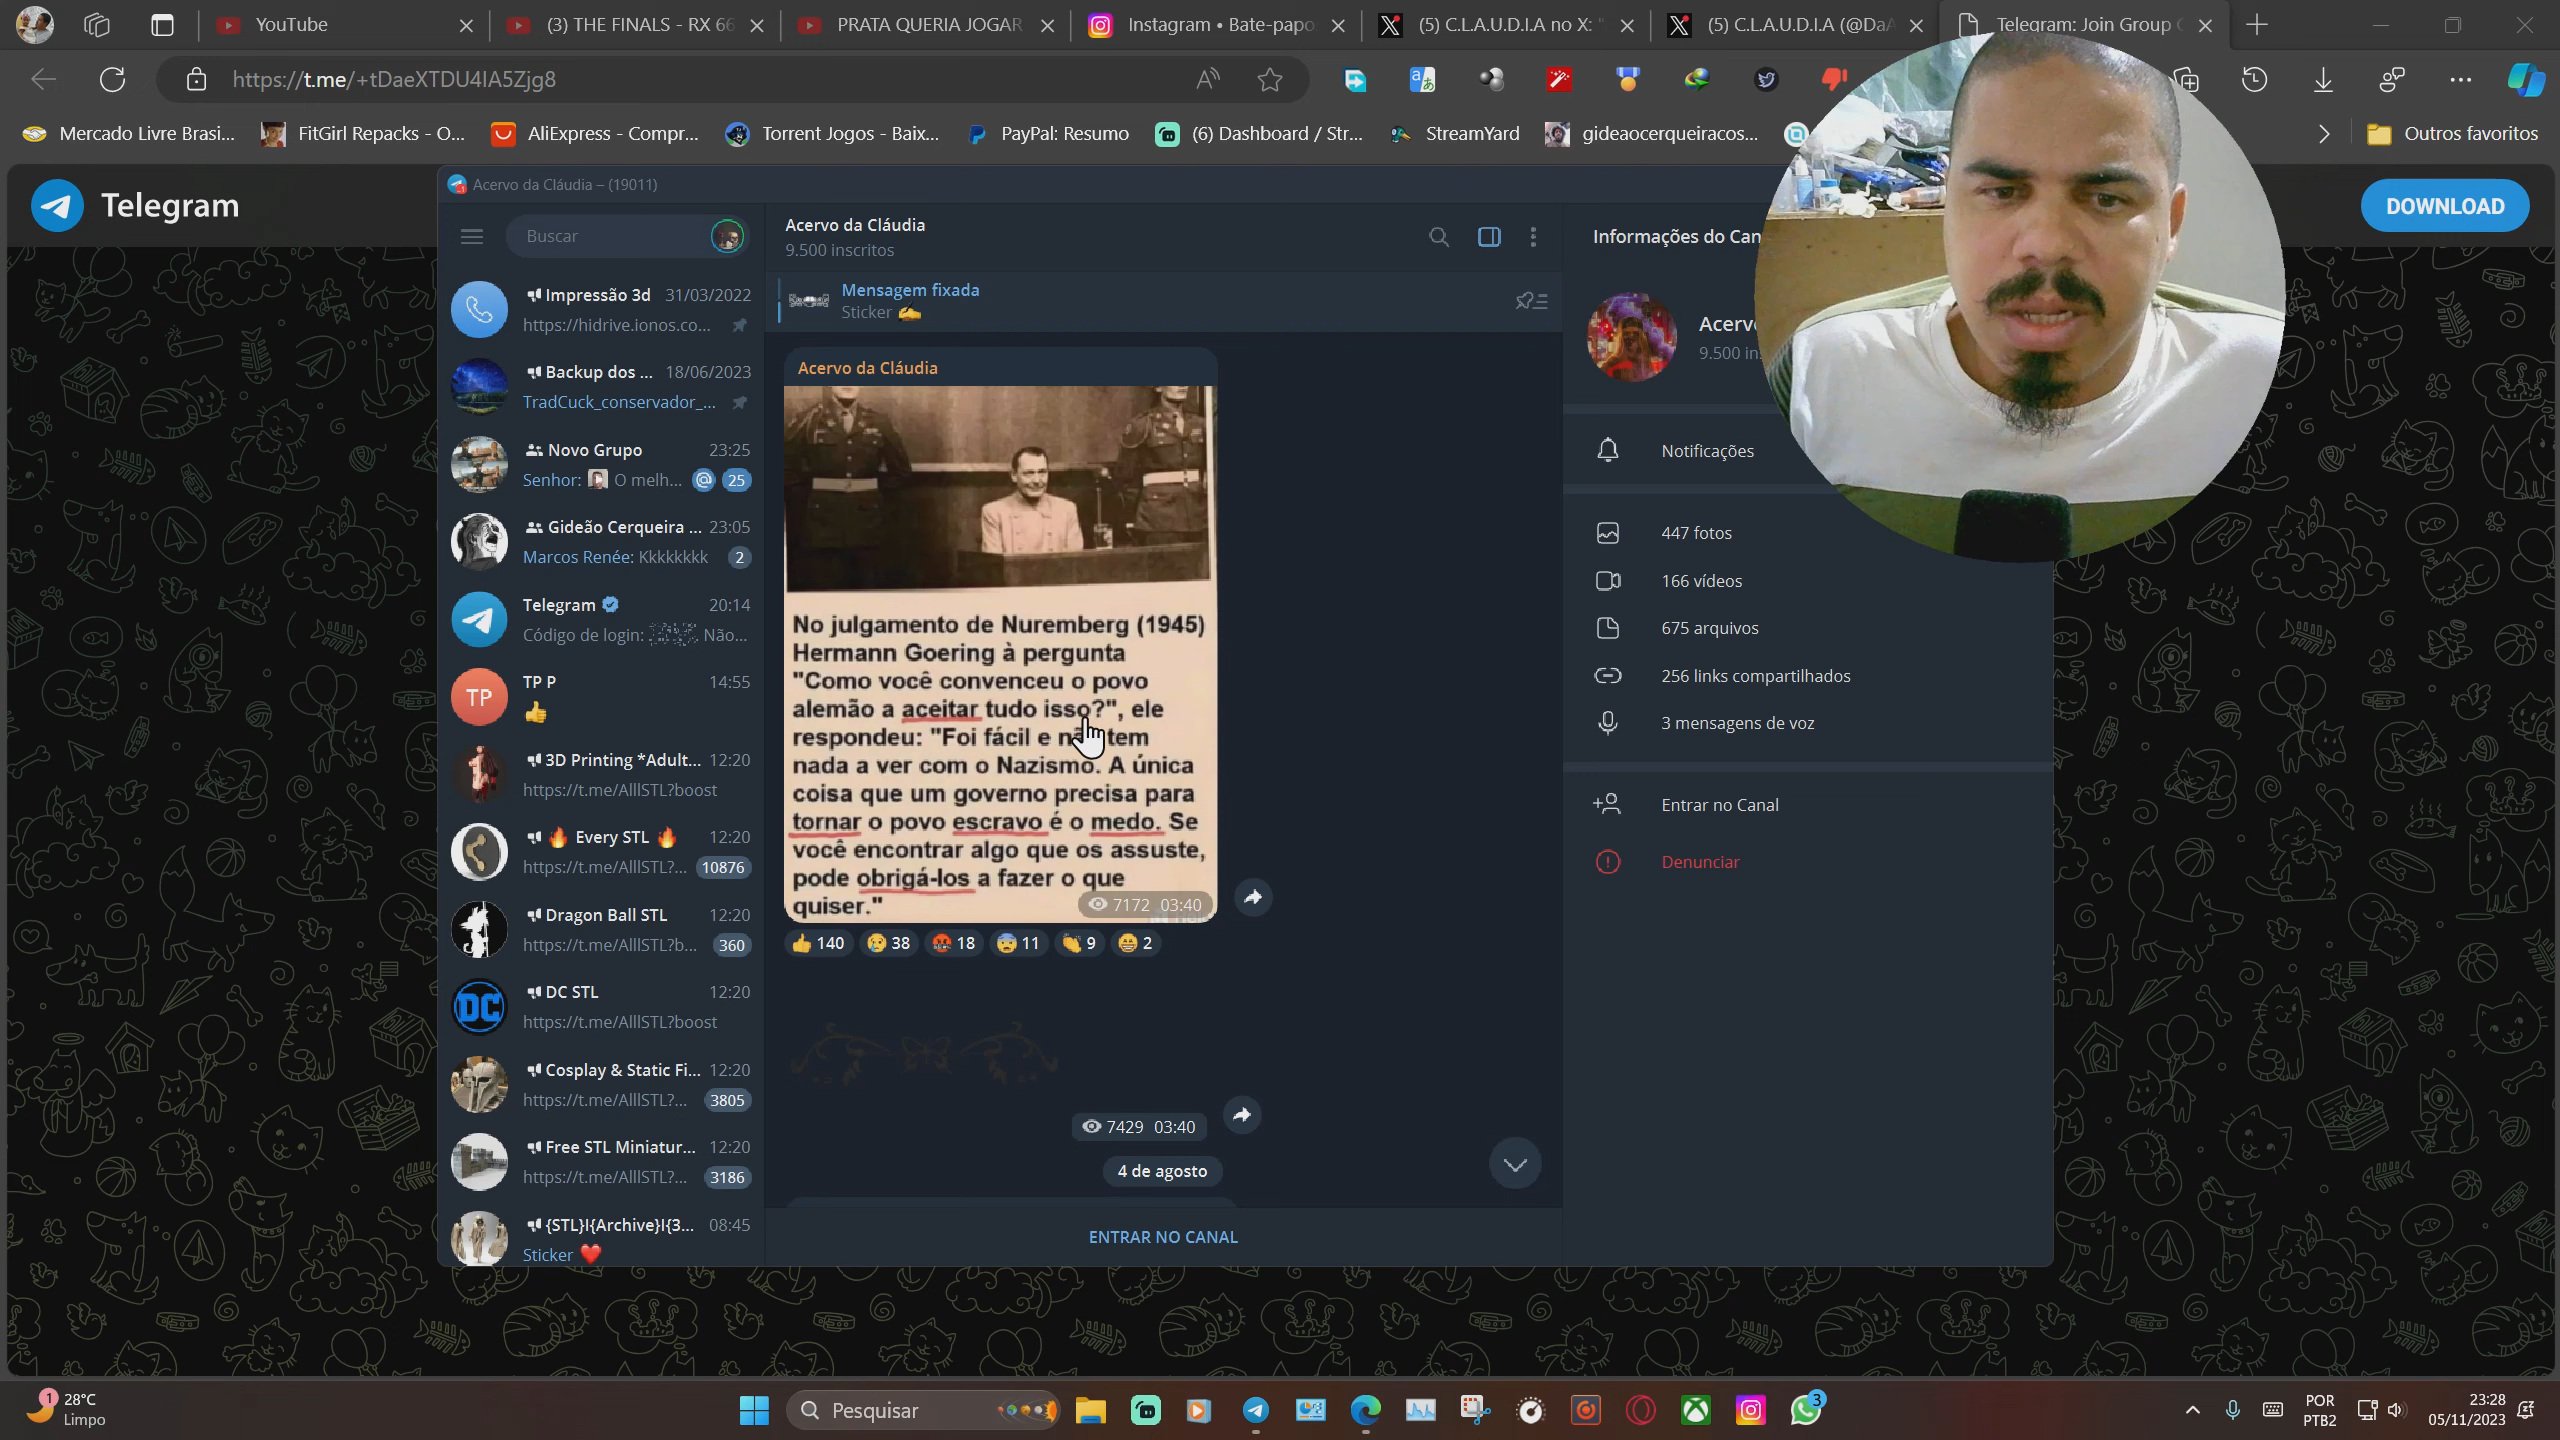 YouTube
(3) THE FINALS - RX 66
PRATA QUERIA JOGAR
Instagram • Bate-papo
(5) C.L.A.U.D.I.A no X: "
(5) C.L.A.U.D.I.A (@DaA
Telegram: Join Group
https://t.me/+tDaeXTDU4IA5Zjg8
Mercado Livre Brasi...
FitGirl Repacks - O...
AliExpress - Compr...
Torrent Jogos - Baix...
PayPal: Resumo
(6) Dashboard / Str...
StreamYard
gideaocerqueiracos...
Outros favoritos
Telegram
DOWNLOAD
Acervo da Cláudia – (19011)
Buscar
Impressão 3d 31/03/2022
https://hidrive.ionos.co...
Backup dos ... 18/06/2023
TradCuck_conservador_...
Novo Grupo 23:25
Senhor: O melh... @ 25
Gideão Cerqueira ... 23:05
Marcos Renée: Kkkkkkkk 2
Telegram 20:14
Código de login: Não...
TP
TP P 14:55
👍
3D Printing *Adult... 12:20
https://t.me/AlllSTL?boost
🔥 Every STL 🔥 12:20
https://t.me/AlllSTL?... 10876
Dragon Ball STL 12:20
https://t.me/AlllSTL?b... 360
DC
DC STL 12:20
https://t.me/AlllSTL?boost
Cosplay & Static Fi... 12:20
https://t.me/AlllSTL?... 3805
Free STL Miniatur... 12:20
https://t.me/AlllSTL?... 3186
{STL}I{Archive}I{3... 08:45
Sticker ❤️
Acervo da Cláudia
9.500 inscritos
Mensagem fixada
Sticker ✍️
Acervo da Cláudia
No julgamento de Nuremberg (1945)
Hermann Goering à pergunta
"Como você convenceu o povo
alemão a aceitar tudo isso?", ele
respondeu: "Foi fácil e não tem
nada a ver com o Nazismo. A única
coisa que um governo precisa para
tornar o povo escravo é o medo. Se
você encontrar algo que os assuste,
pode obrigá-los a fazer o que
quiser."
7172 03:40
👍 140 😢 38 🤬 18 😨 11 👏 9 😁 2
7429 03:40
4 de agosto
ENTRAR NO CANAL
Informações do Can
Acerv
9.500 in
Notificações
447 fotos
166 vídeos
675 arquivos
256 links compartilhados
3 mensagens de voz
Entrar no Canal
Denunciar
1
28°C
Limpo
Pesquisar
3
POR
PTB2
23:28
05/11/2023